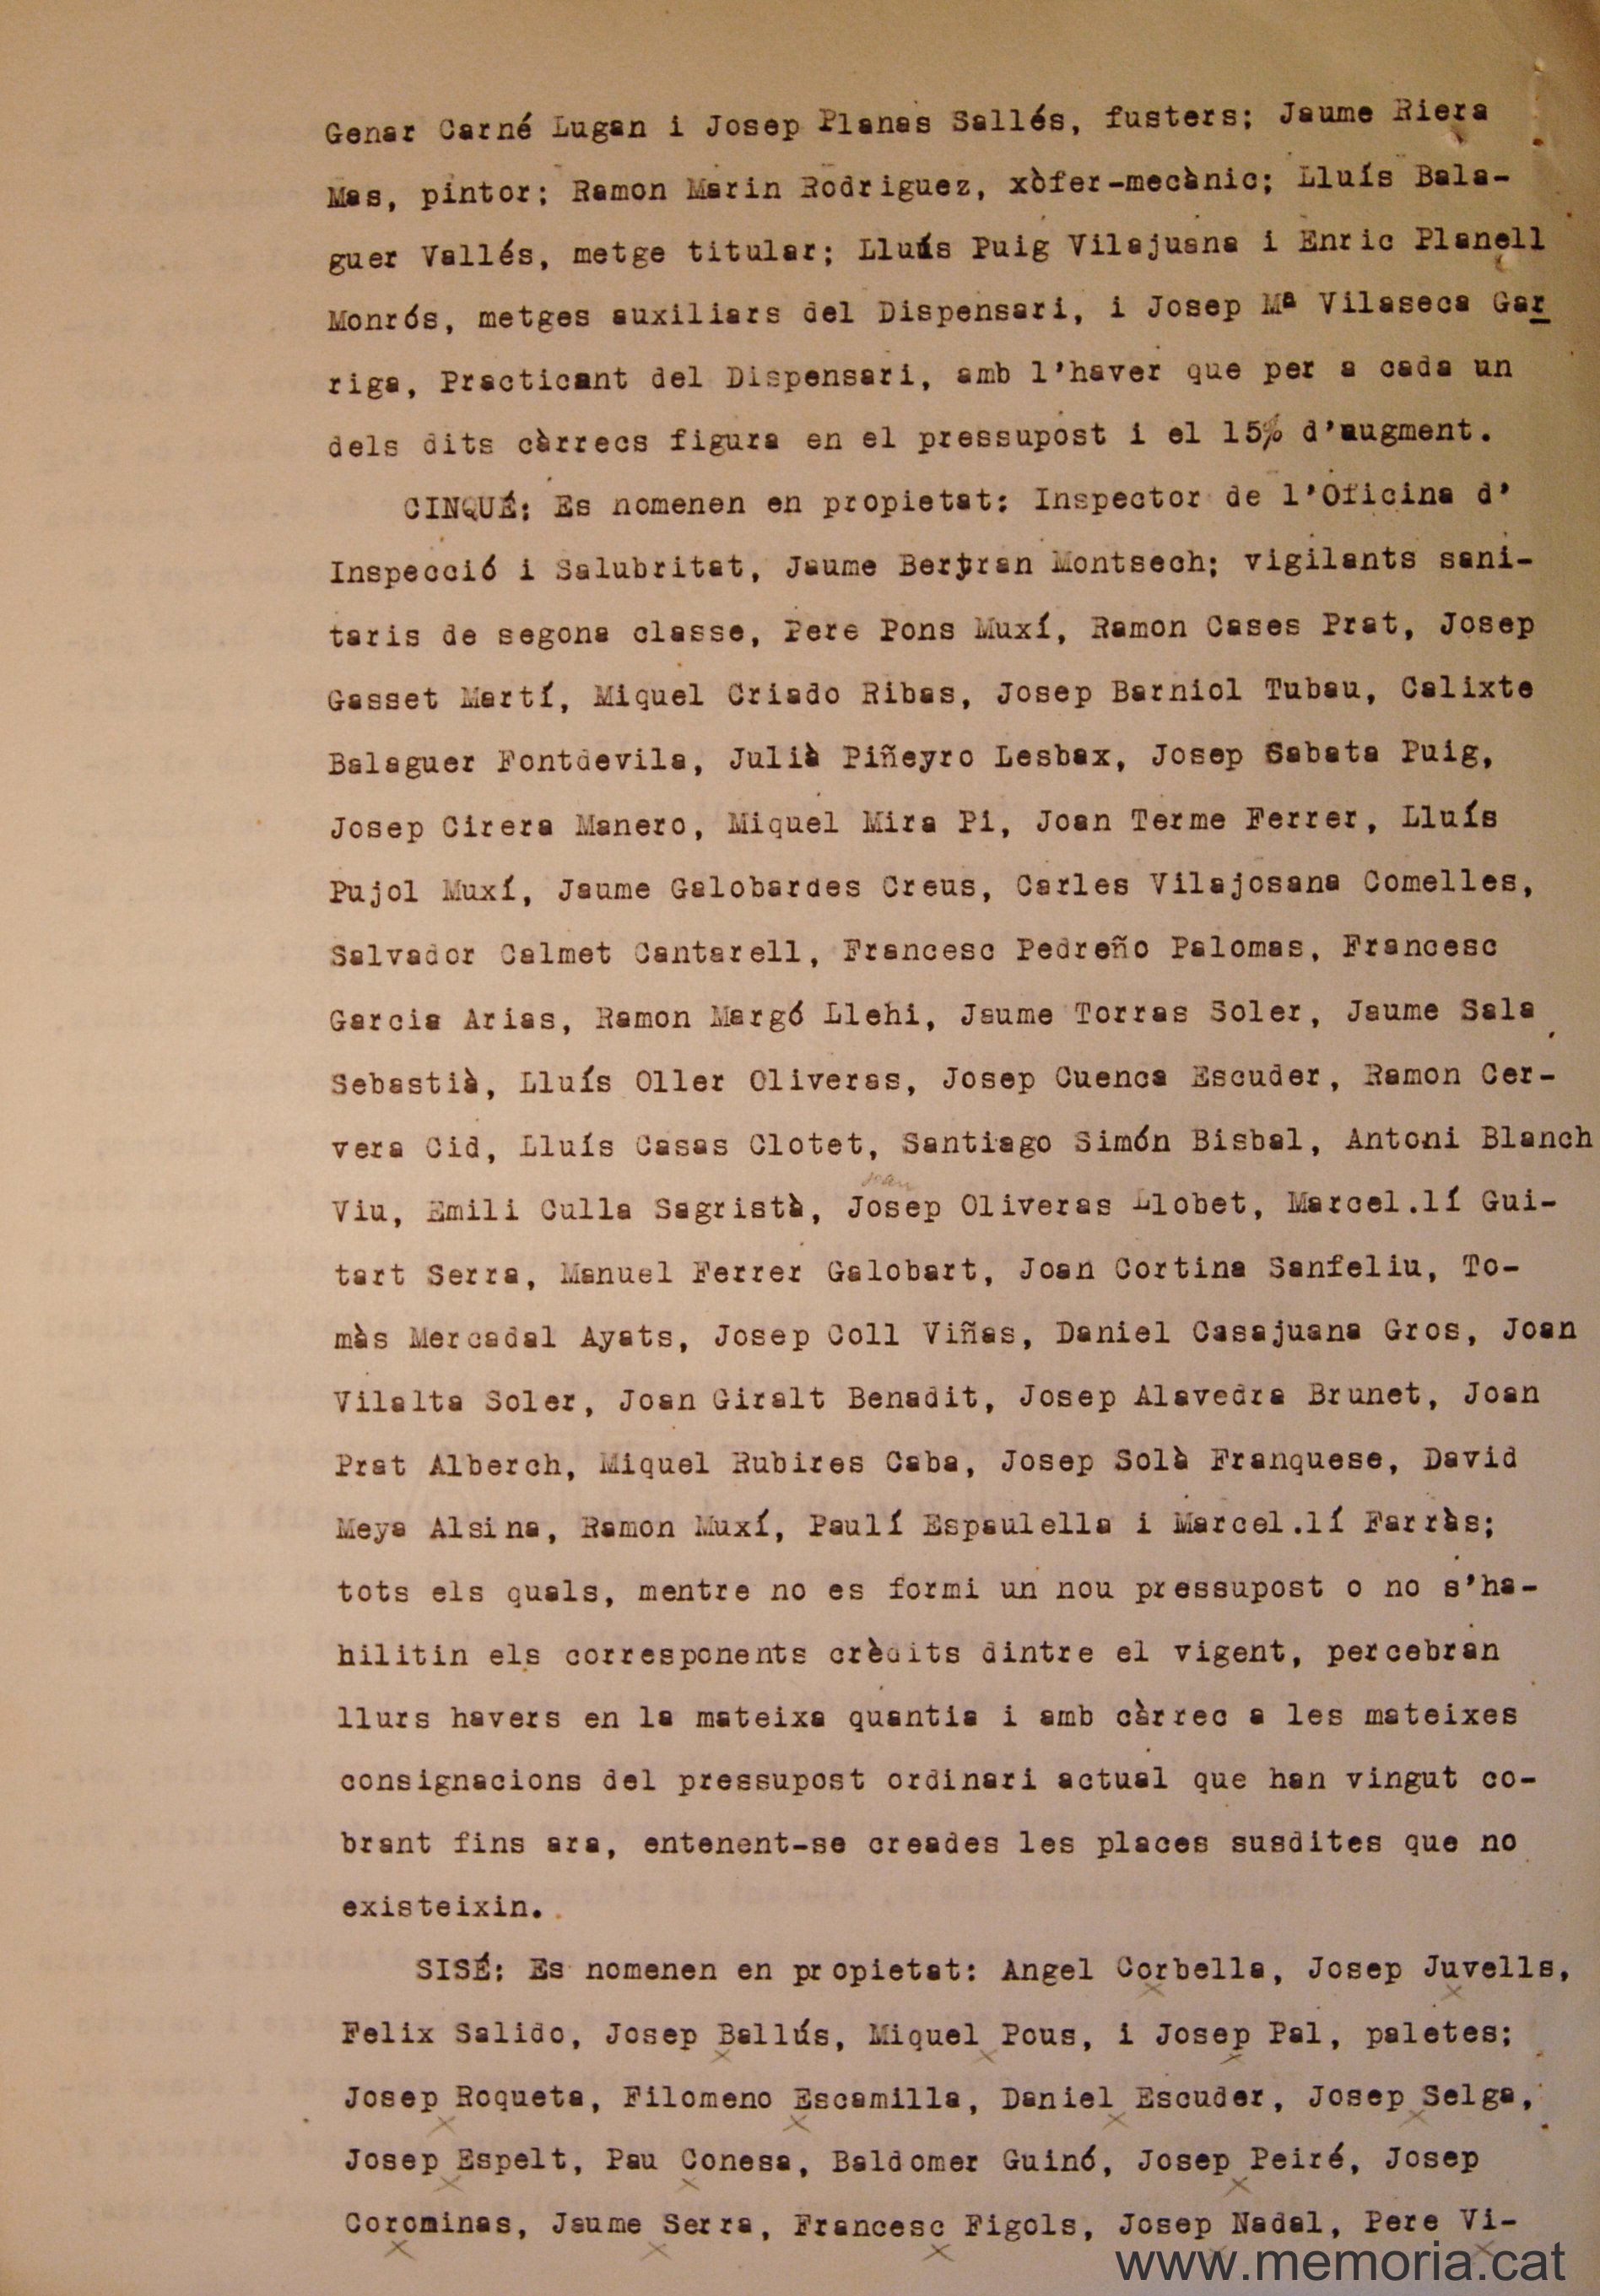 Genar Carné Lugan i Josep Planas Sallés, fusters; Jaume Riera
Mas, pintor; Ramon Marin Rodriguez, xòfer-mecànic; Lluís Bala-
guer Vallés, metge titular; Lluís Puig Vilajuana i Enric Planell
Monrós, metges auxiliars del Dispensari, i Josep Mª Vilaseca Gar
riga, Practicant del Dispensari, amb l'haver que per a cada un
dels dits càrrecs figura en el pressupost i el 15% d'augment.
CINQUÉ: Es nomenen en propietat: Inspector de l'Oficina d'
Inspecció i Salubritat, Jaume Bertran Montsech; vigilants sani-
taris de segona classe, Pere Pons Muxí, Ramon Cases Prat, Josep
Gasset Martí, Miquel Criado Ribas, Josep Barniol Tubau, Calixte
Balaguer Fontdevila, Julià Piñeyro Lesbax, Josep Sabata Puig,
Josep Cirera Manero, Miquel Mira Pi, Joan Terme Ferrer, Lluís
Pujol Muxí, Jaume Galobardes Creus, Carles Vilajosana Comelles,
Salvador Calmet Cantarell, Francesc Pedreño Palomas, Francesc
Garcia Arias, Ramon Margó Llehi, Jaume Torras Soler, Jaume Sala
Sebastià, Lluís Oller Oliveras, Josep Cuenca Escuder, Ramon Cer-
vera Cid, Lluís Casas Clotet, Santiago Simón Bisbal, Antoni Blanch
Joan
Viu, Emili Culla Sagristà, Josep Oliveras Llobet, Marcel.lí Gui-
tart Serra, Manuel Ferrer Galobart, Joan Cortina Sanfeliu, To-
màs Mercadal Ayats, Josep Coll Viñas, Daniel Casajuana Gros, Joan
Vilalta Soler, Joan Giralt Benadit, Josep Alavedra Brunet, Joan
Prat Alberch, Miquel Rubires Caba, Josep Solà Franquese, David
Meya Alsina, Ramon Muxí, Paulí Espaulella i Marcel.lí Farràs;
tots els quals, mentre no es formi un nou pressupost o no s'ha-
hilitin els corresponents crèdits dintre el vigent, percebran
llurs havers en la mateixa quantia i amb càrrec a les mateixes
consignacions del pressupost ordinari actual que han vingut co-
brant fins ara, entenent-se creades les places susdites que no
existeixin.
SISÉ: Es nomenen en propietat: Angel Corbella, Josep Juvells,
Felix Salido, Josep Ballús, Miquel Pous, i Josep Pal, paletes;
Josep Roqueta, Filomeno Escamilla, Daniel Escuder, Josep Selga,
Josep Espelt, Pau Conesa, Baldomer Guinó, Josep Peiré, Josep
Corominas, Jaume Serra, Francesc Figols, Josep Nadal, Pere Vi-
www.memoria.cat